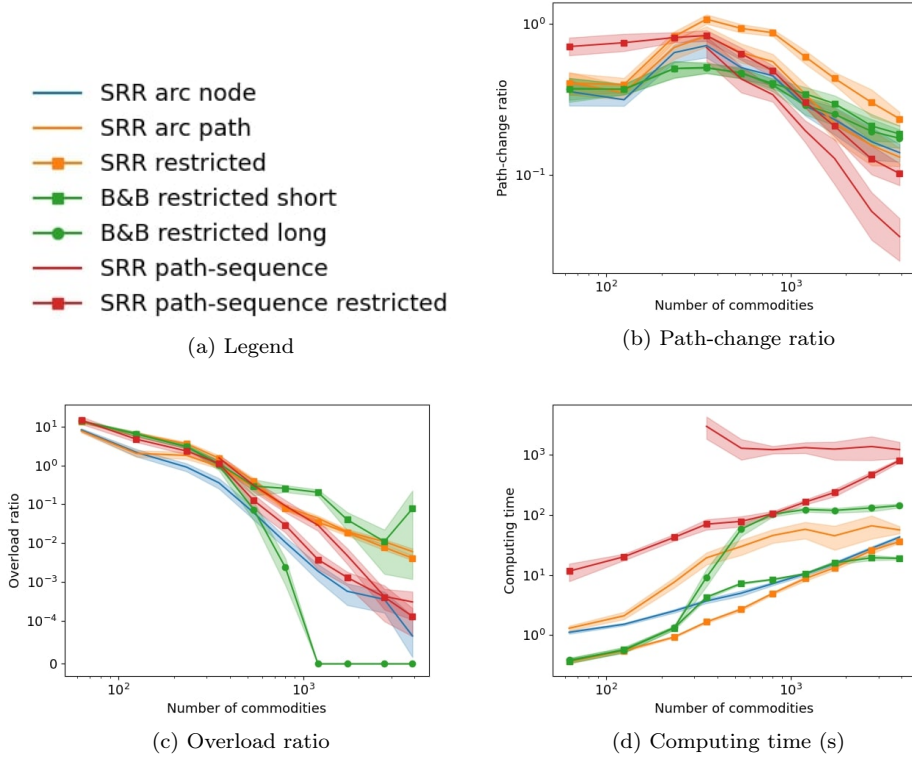 SRR arc node
SRR arc path
SRR restricted
B&B restricted short
B&B restricted long
SRR path-sequence
SRR path-sequence restricted
(a) Legend
10⁰
10⁻¹
Path-change ratio
10²
10³
Number of commodities
(b) Path-change ratio
10¹
10⁰
10⁻¹
10⁻²
10⁻³
10⁻⁴
0
Overload ratio
10²
10³
Number of commodities
(c) Overload ratio
10³
10²
10¹
10⁰
Computing time
10²
10³
Number of commodities
(d) Computing time (s)